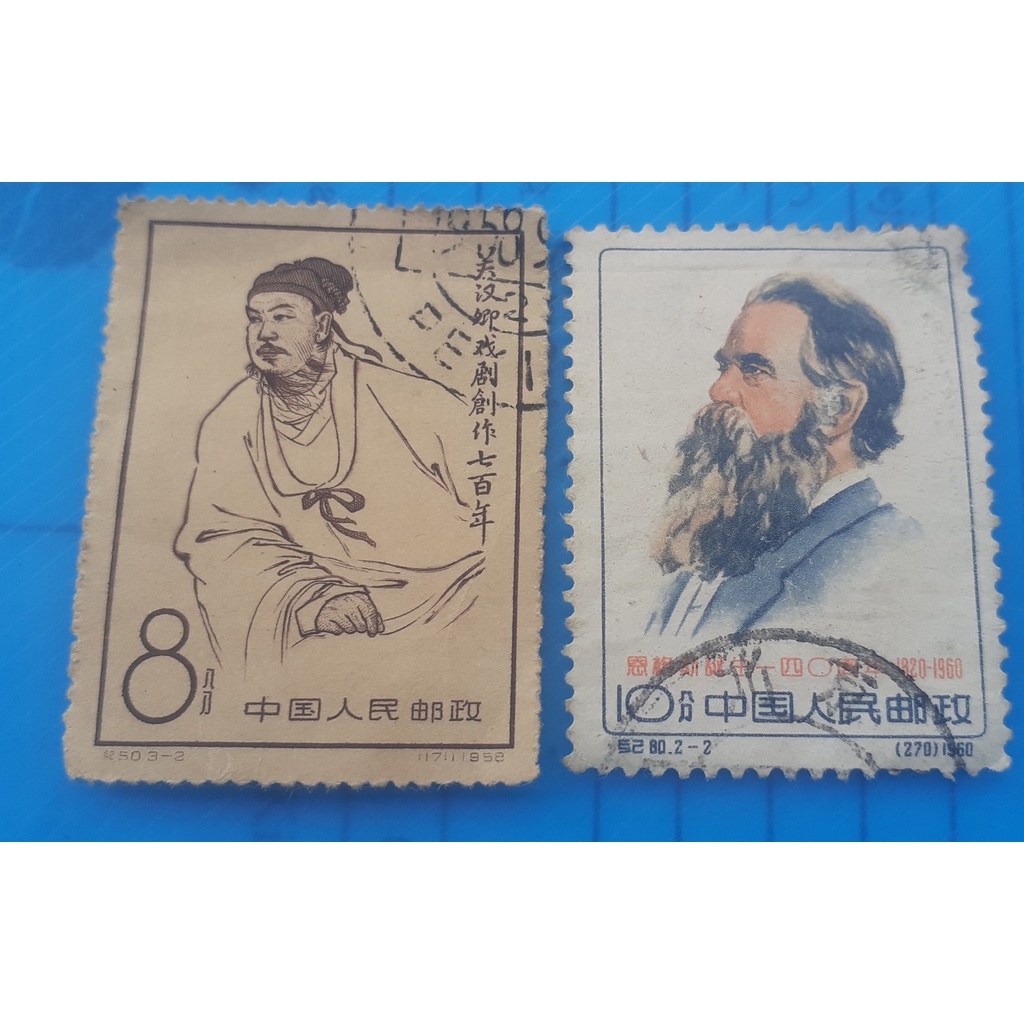 关汉卿戏剧創作七百年
8分
中国人民邮政
纪50.3-2
(171)1958
恩格斯誕生一四〇周年 1820-1960
10分 中国人民邮政
纪80.2-2
(270)1960